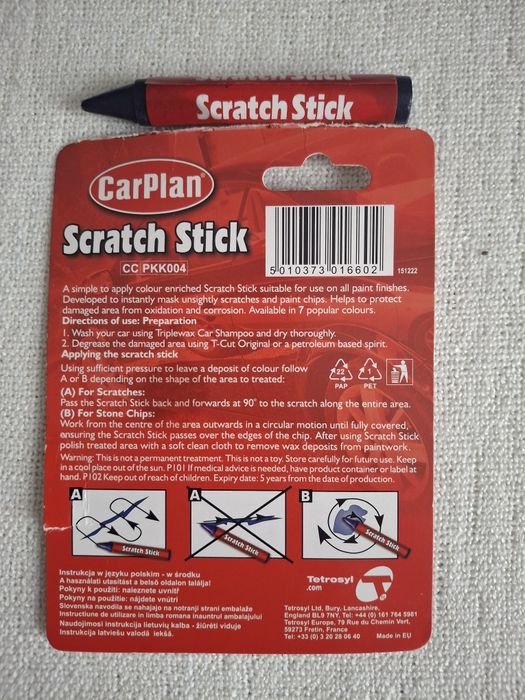 Scratch Stick
Scratch Stick
CarPlan®
Scratch Stick
CC PKK004
5 010373 016602
151222
A simple to apply colour enriched Scratch Stick suitable for use on all paint finishes.
Developed to instantly mask unsightly scratches and paint chips. Helps to protect
damaged area from oxidation and corrosion. Available in 7 popular colours.
Directions of use: Preparation
1. Wash your car using Triplewax Car Shampoo and dry thoroughly.
2. Degrease the damaged area using T-Cut Original or a petroleum based spirit.
Applying the scratch stick
Using sufficient pressure to leave a deposit of colour follow
A or B depending on the shape of the area to treated:
22
PAP
1
PET
(A) For Scratches:
Pass the Scratch Stick back and forwards at 90° to the scratch along the entire area.
(B) For Stone Chips:
Work from the centre of the area outwards in a circular motion until fully covered,
ensuring the Scratch Stick passes over the edges of the chip. After using Scratch Stick
polish treated area with a soft clean cloth to remove wax deposits from paintwork.
Warning: This is not a permanent treatment. This is not a toy. Store carefully for future use. Keep
in a cool place out of the sun. P101 If medical advice is needed, have product container or label at
hand. P102 Keep out of reach of children. Expiry date: 5 years from the date of production.
A
Scratch Stick
A
Scratch Stick
B
Scratch Stick
Instrukcja w języku polskim - w środku
A használati utasítást a belső oldalon találja!
Pokyny k použití: naleznete uvnitř
Pokyny na použitie: nájdete vnútri
Slovenska navodila se nahajajo na notranji strani embalaže
Instructiune de utilizare in limba romana inauntrul ambalajului
Naudojimosi instrukcija lietuvių kalba - žiūrėti viduje
Instrukcija latviešu valodā iekšā.
Tetrosyl
.com
Tetrosyl Ltd, Bury, Lancashire,
England BL9 7NY. Tel: +44 (0) 161 764 5981
Tetrosyl Europe, 79 Rue du Chemin Vert,
59273 Fretin, France
Tel: +33 (0) 3 20 28 06 40
Made in EU